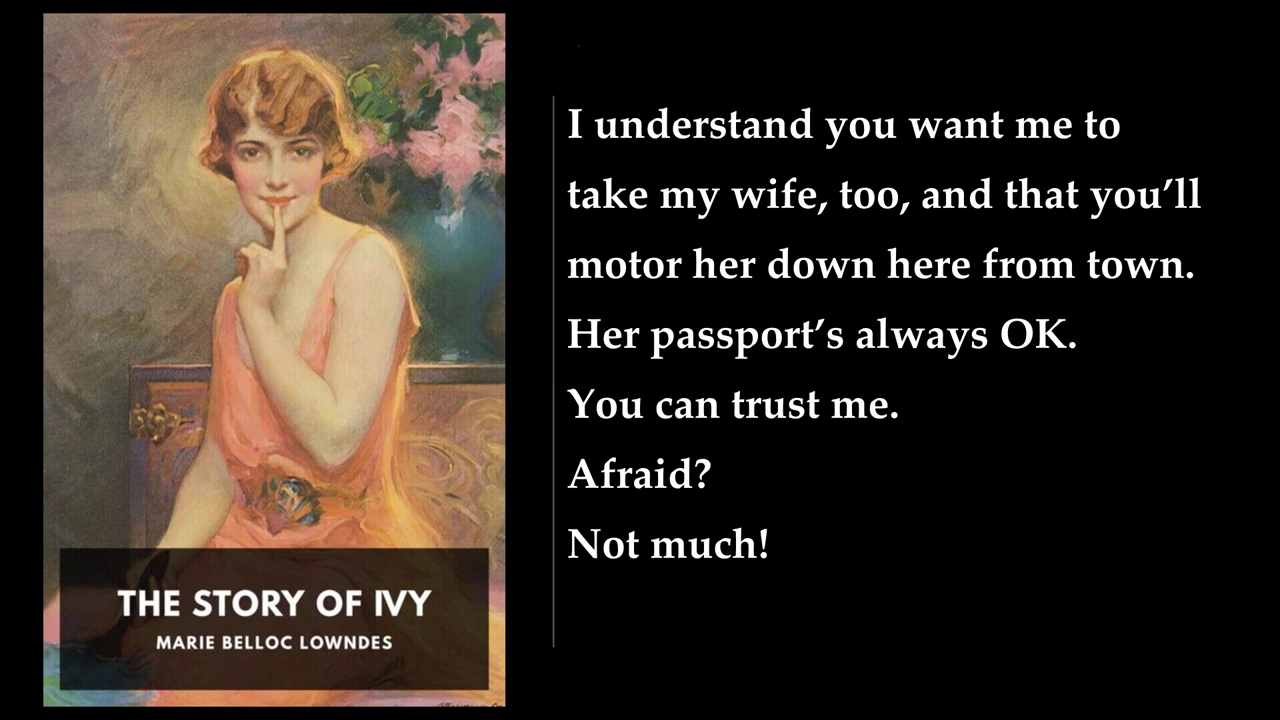 THE STORY OF IVY
MARIE BELLOC LOWNDES
I understand you want me to
take my wife, too, and that you’ll
motor her down here from town.
Her passport’s always OK.
You can trust me.
Afraid?
Not much!